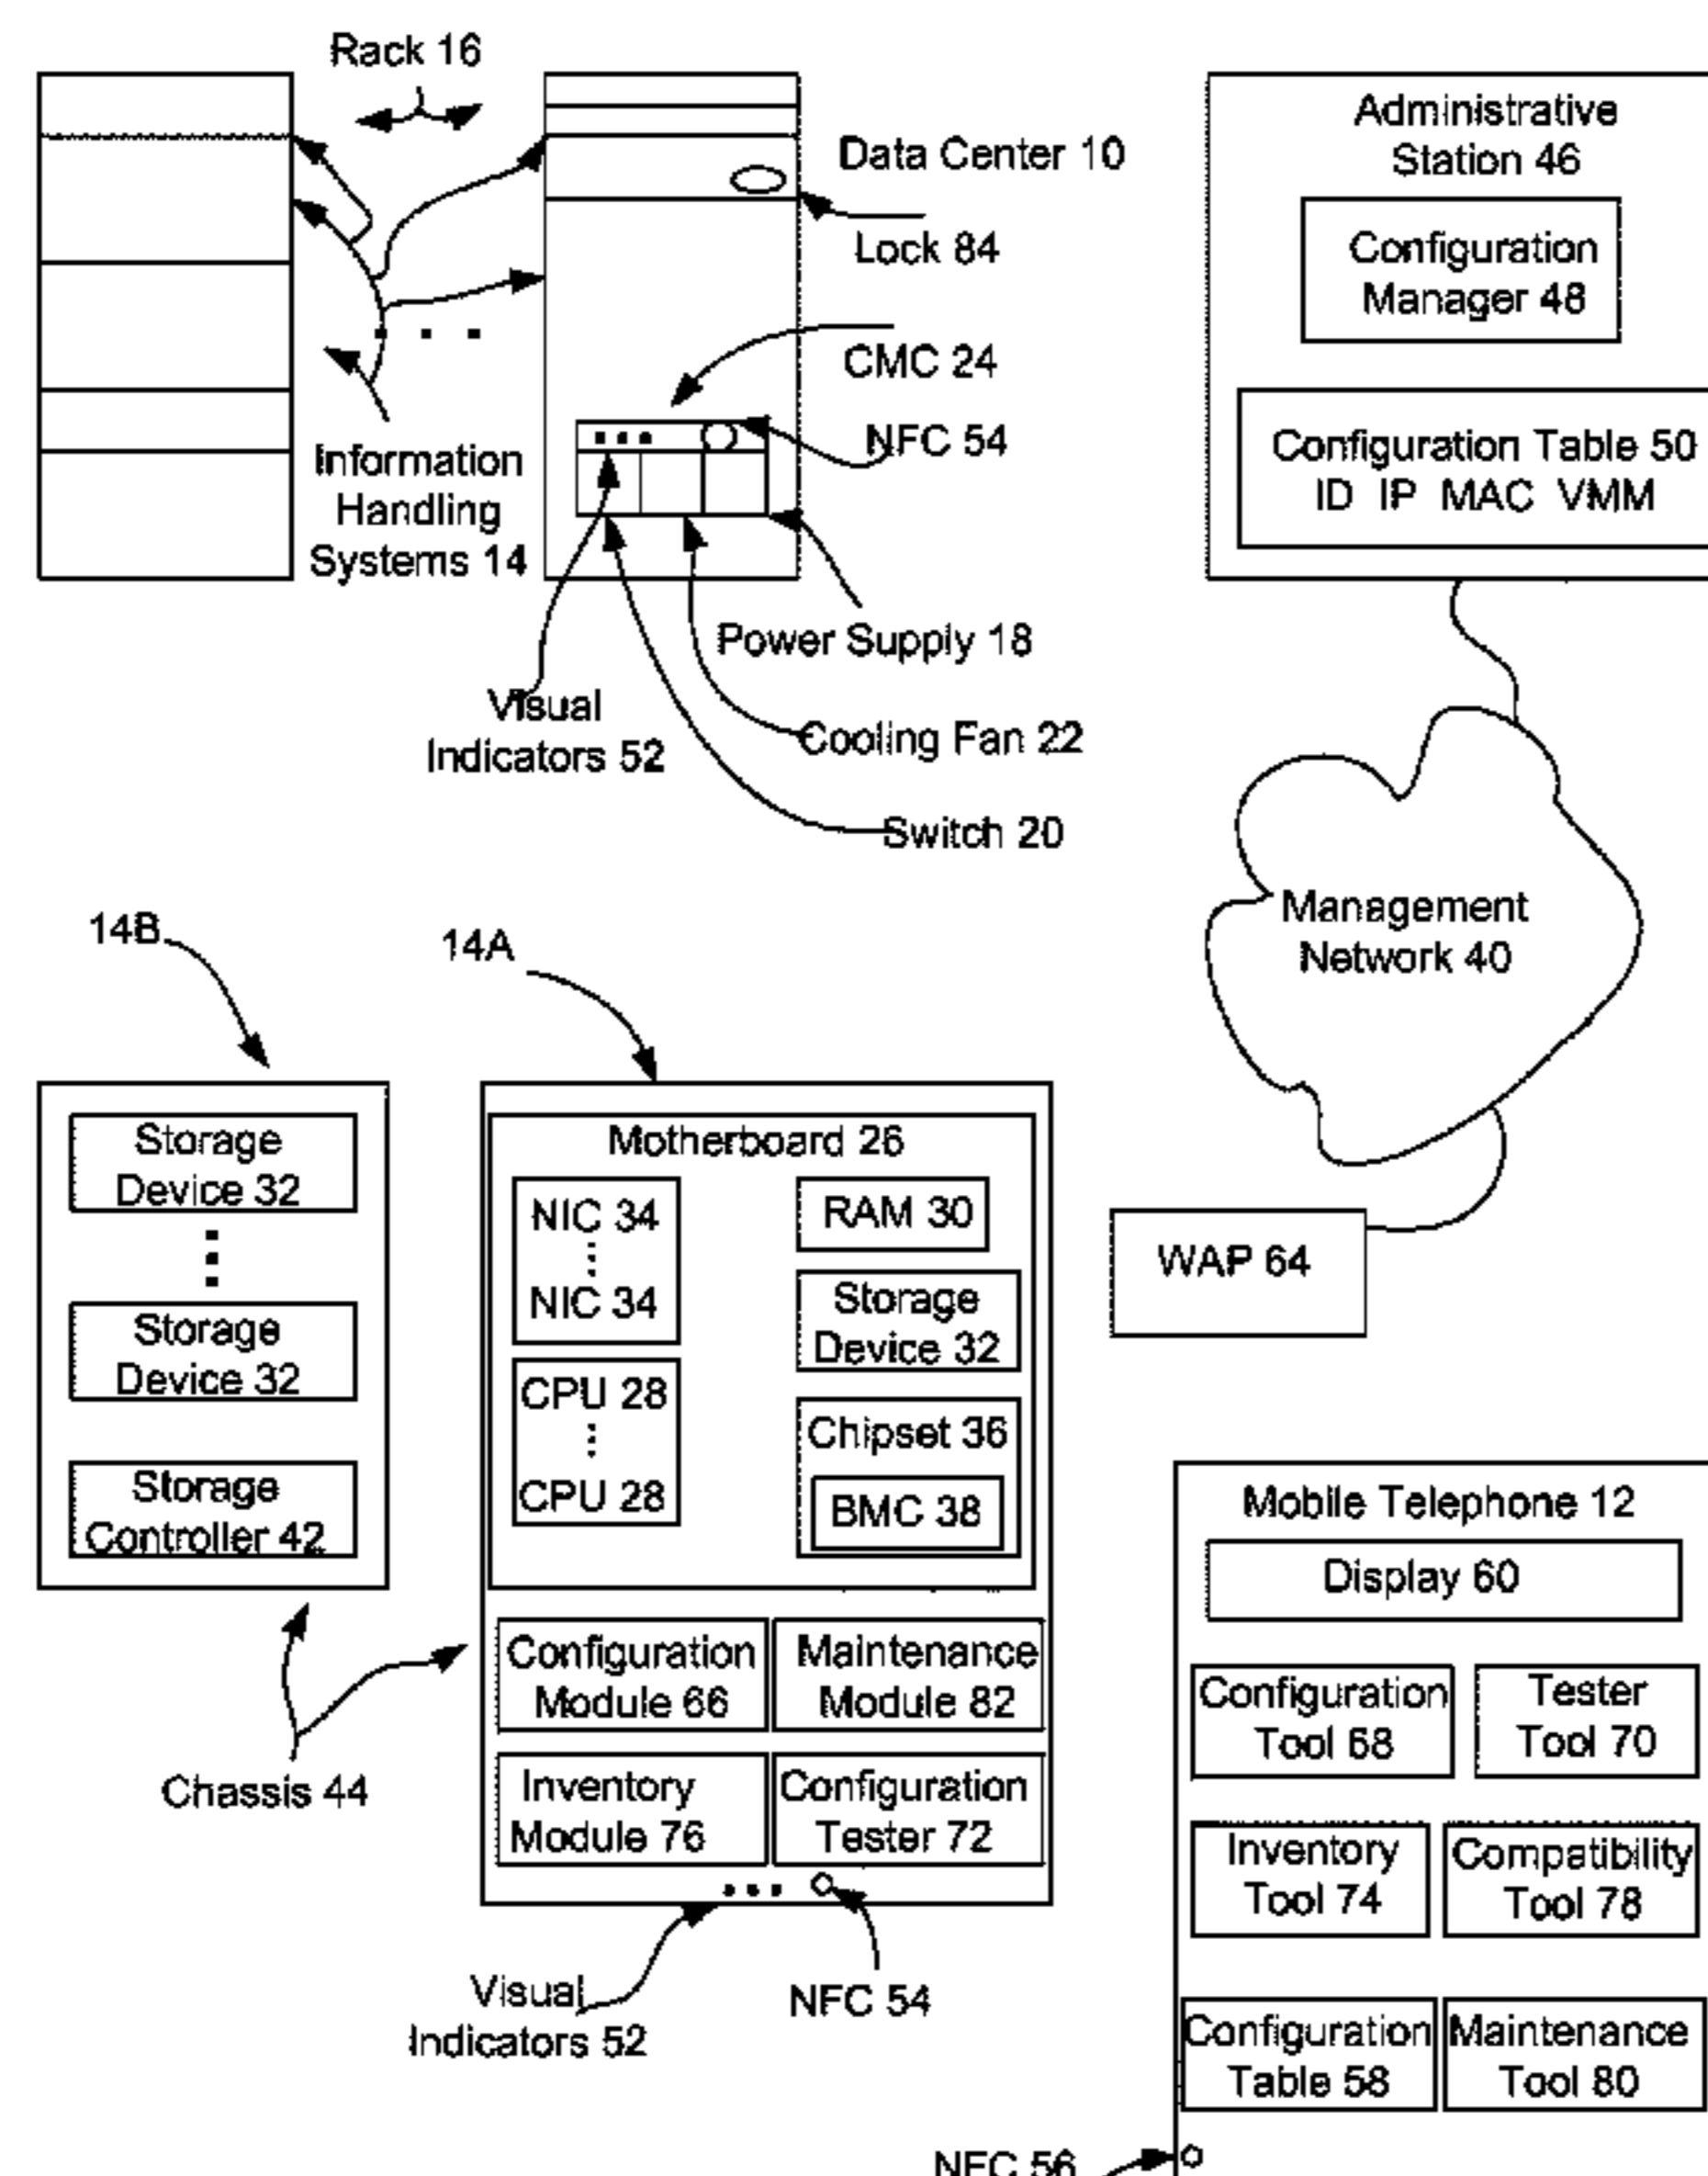 Rack 16
Data Center 10
Lock 84
CMC 24
NFC 54
Information
Handling
Systems 14
Power Supply 18
Visual
Indicators 52
Cooling Fan 22
Switch 20
Administrative
Station 46
Configuration
Manager 48
Configuration Table 50
ID IP MAC VMM
Management
Network 40
WAP 64
14B
14A
Storage
Device 32
Storage
Device 32
Storage
Controller 42
Chassis 44
Motherboard 26
NIC 34
NIC 34
CPU 28
CPU 28
RAM 30
Storage
Device 32
Chipset 36
BMC 38
Configuration
Module 66
Maintenance
Module 82
Inventory
Module 76
Configuration
Tester 72
Visual
Indicators 52
NFC 54
Mobile Telephone 12
Display 60
Configuration
Tool 68
Tester
Tool 70
Inventory
Tool 74
Compatibility
Tool 78
Configuration
Table 58
Maintenance
Tool 80
NFC 56